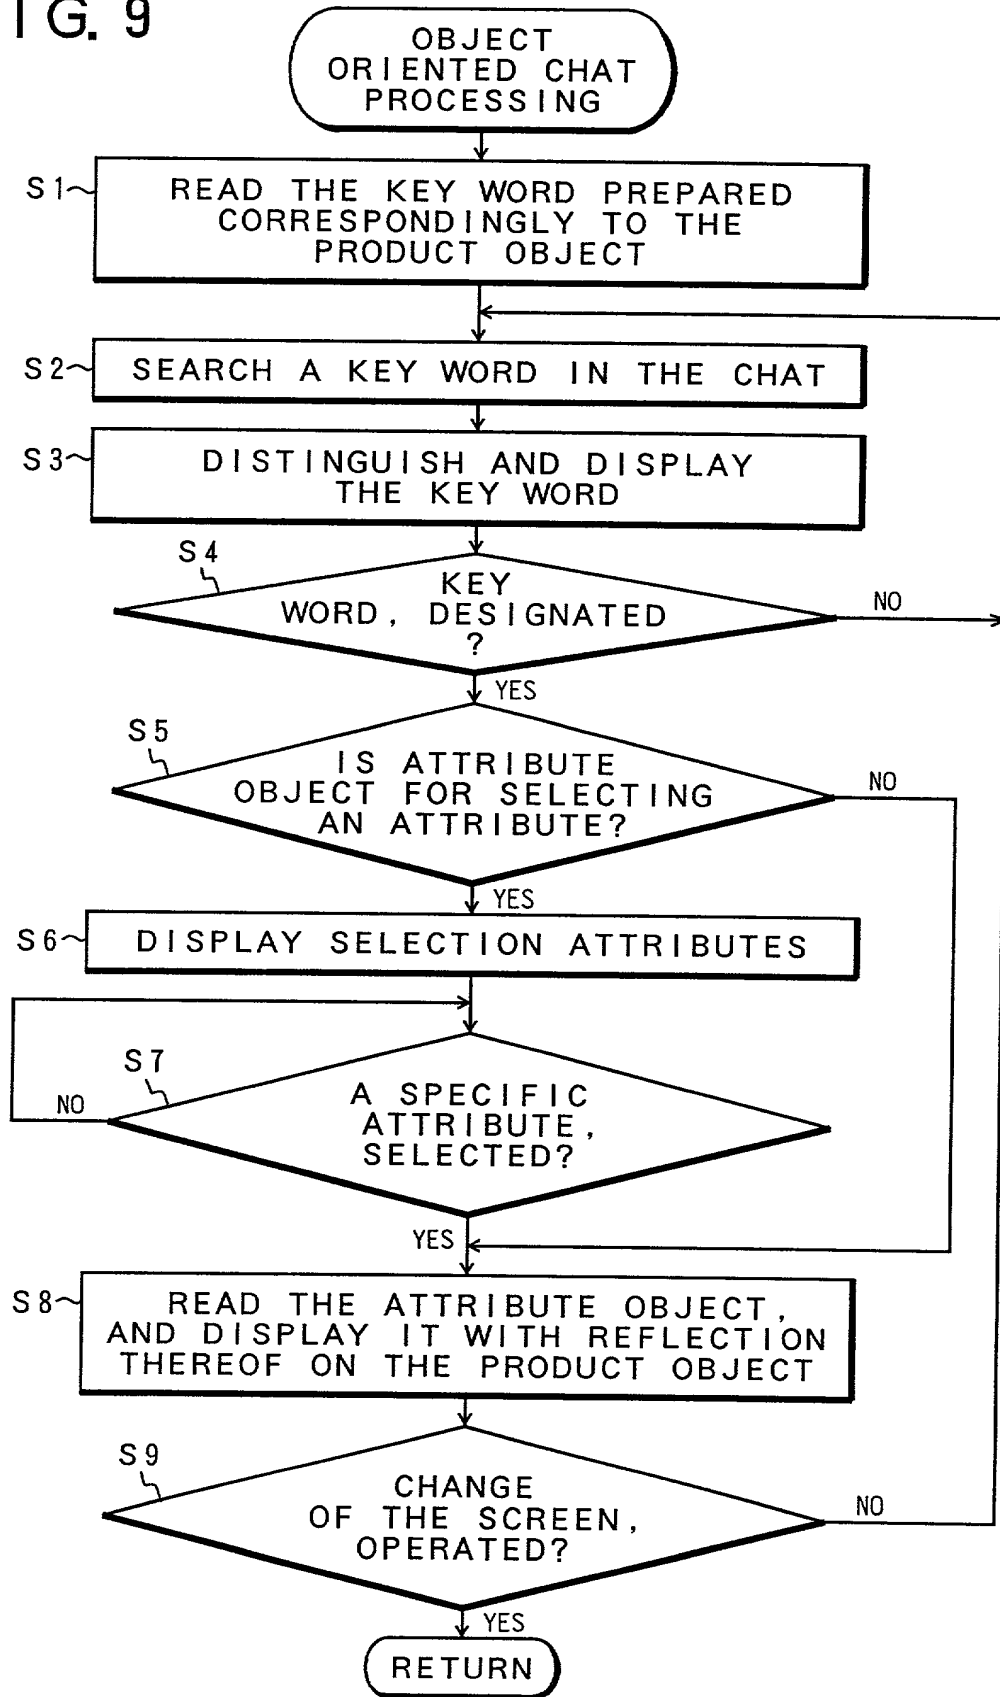 IG. 9
OBJECT
ORIENTED CHAT
PROCESSING
S1
READ THE KEY WORD PREPARED
CORRESPONDINGLY TO THE
PRODUCT OBJECT
S2
SEARCH A KEY WORD IN THE CHAT
S3
DISTINGUISH AND DISPLAY
THE KEY WORD
S4
KEY
WORD, DESIGNATED
?
NO
YES
S5
IS ATTRIBUTE
OBJECT FOR SELECTING
AN ATTRIBUTE?
NO
YES
S6
DISPLAY SELECTION ATTRIBUTES
S7
A SPECIFIC
ATTRIBUTE,
SELECTED?
NO
YES
S8
READ THE ATTRIBUTE OBJECT,
AND DISPLAY IT WITH REFLECTION
THEREOF ON THE PRODUCT OBJECT
S9
CHANGE
OF THE SCREEN,
OPERATED?
NO
YES
RETURN